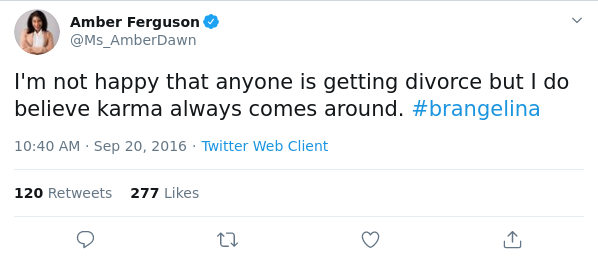 Amber Ferguson
@Ms_AmberDawn
I'm not happy that anyone is getting divorce but I do
believe karma always comes around. #brangelina
10:40 AM · Sep 20, 2016 · Twitter Web Client
120 Retweets 277 Likes